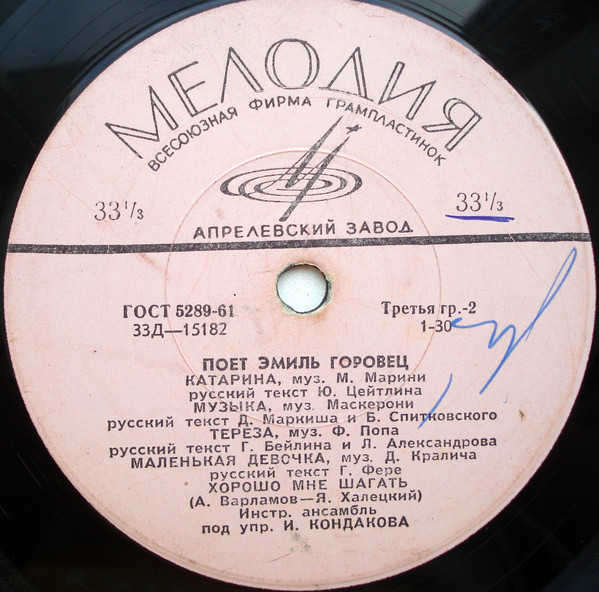 МЕЛОДИЯ
ВСЕСОЮЗНАЯ ФИРМА ГРАМПЛАСТИНОК
33 1/3 33 1/3
АПРЕЛЕВСКИЙ ЗАВОД
ГОСТ 5289-61 Третья гр.-2
33Д—15182 1-30
ПОЕТ ЭМИЛЬ ГОРОВЕЦ
КАТАРИНА, муз. М. Марини
русский текст Ю. Цейтлина
МУЗЫКА, муз. Маскерони
русский текст Д. Маркиша и Б. Спитковского
ТЕРЕЗА, муз. Ф. Попа
русский текст Г. Бейлина и Л. Александрова
МАЛЕНЬКАЯ ДЕВОЧКА, муз. Д. Кралича
русский текст Г. Фере
ХОРОШО МНЕ ШАГАТЬ
(А. Варламов—Я. Халецкий)
Инстр. ансамбль
под упр. И. КОНДАКОВА